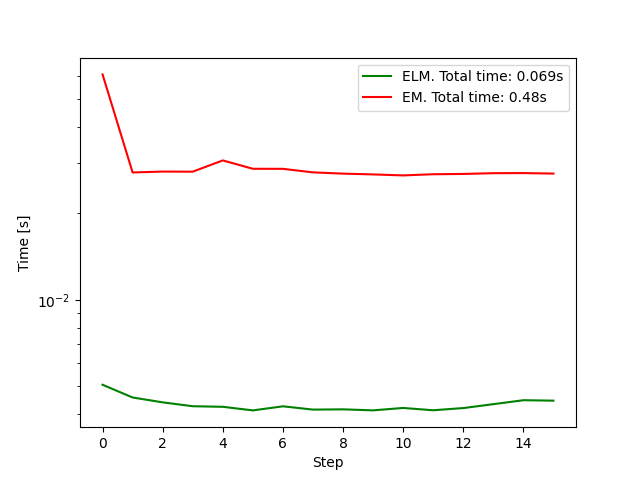 ELM. Total time: 0.069s
EM. Total time: 0.48s
Time [s]
10⁻²
0 2 4 6 8 10 12 14
Step